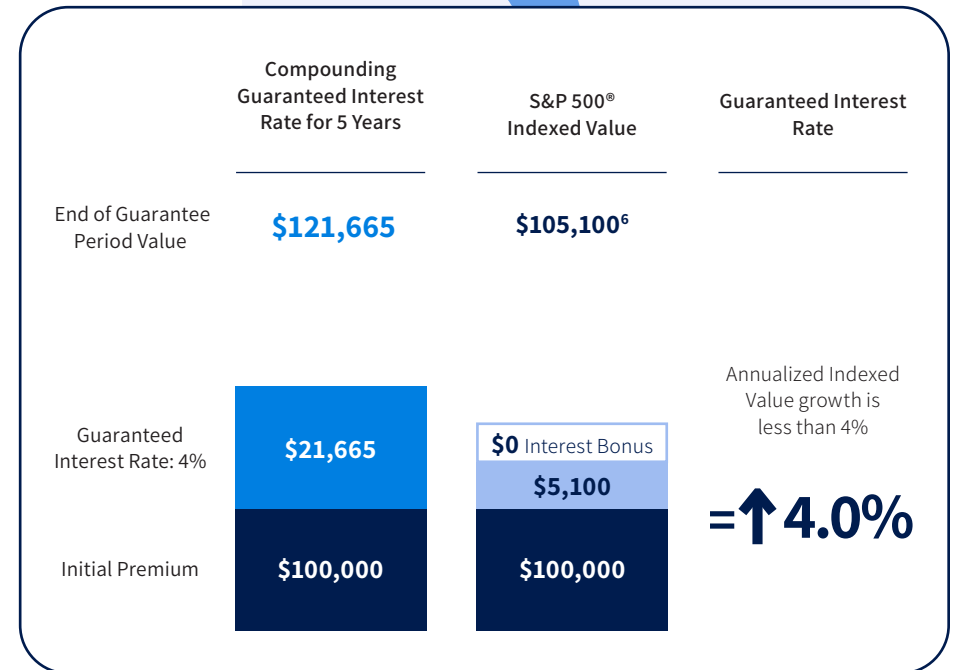 Compounding
Guaranteed Interest
Rate for 5 Years
S&P 500®
Indexed Value
Guaranteed Interest
Rate
End of Guarantee
Period Value
$121,665
$105,100⁶
Guaranteed
Interest Rate: 4%
$21,665
$0 Interest Bonus
$5,100
Annualized Indexed
Value growth is
less than 4%
=↑4.0%
Initial Premium
$100,000
$100,000